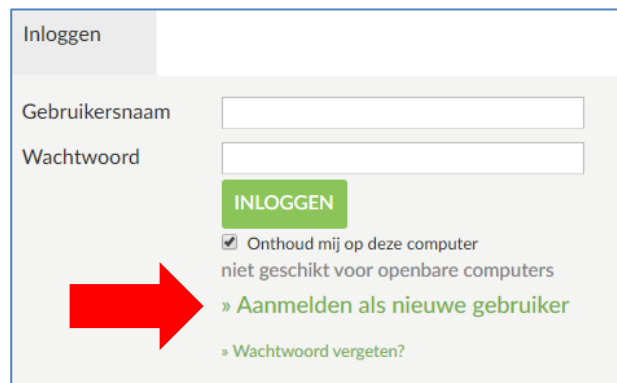 Inloggen
Gebruikersnaam
Wachtwoord
INLOGGEN
Onthoud mij op deze computer
niet geschikt voor openbare computers
» Aanmelden als nieuwe gebruiker
» Wachtwoord vergeten?